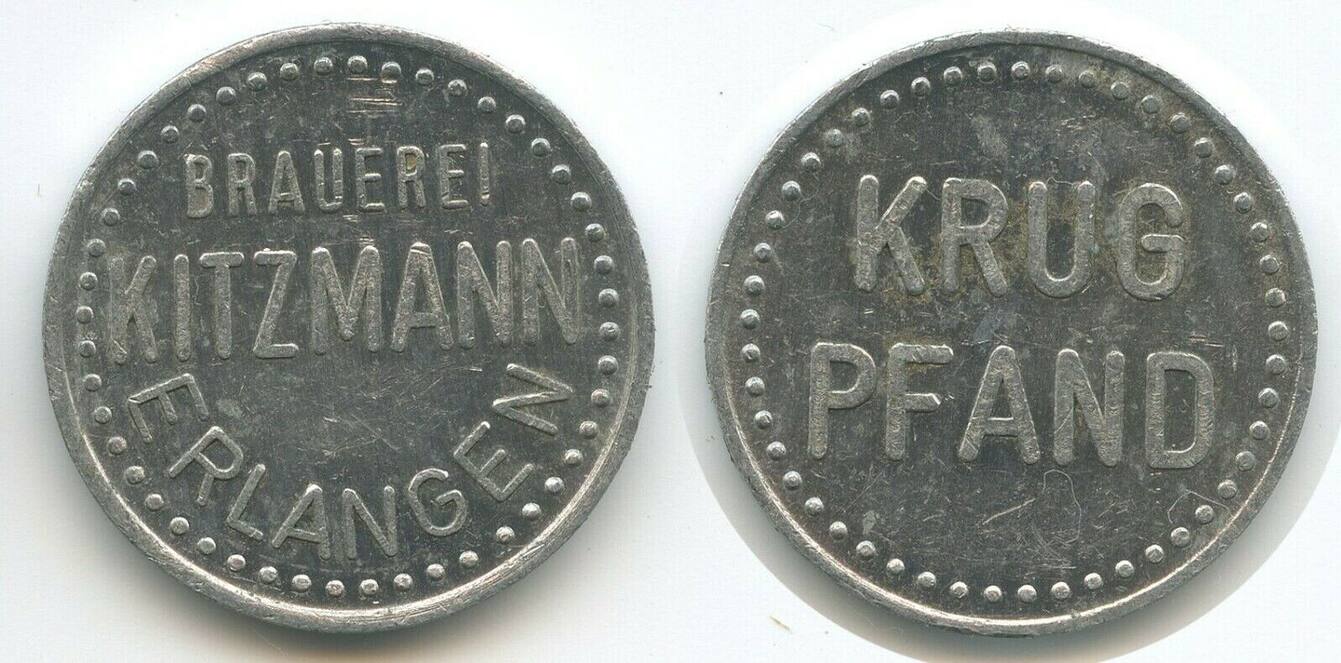 BRAUEREI
KITZMANN
ERLANGEN
KRUG
PFAND